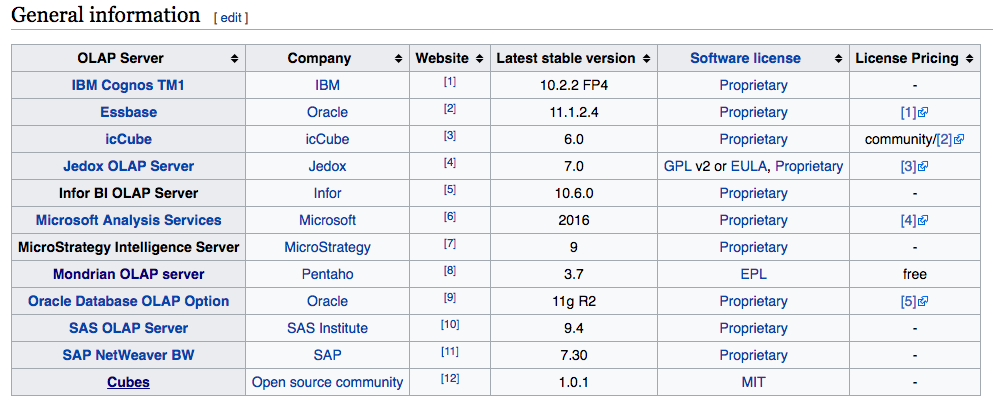 General information [ edit ]
OLAP Server Company Website Latest stable version Software license License Pricing
IBM Cognos TM1 IBM [1] 10.2.2 FP4 Proprietary -
Essbase Oracle [2] 11.1.2.4 Proprietary [1]
icCube icCube [3] 6.0 Proprietary community/[2]
Jedox OLAP Server Jedox [4] 7.0 GPL v2 or EULA, Proprietary [3]
Infor BI OLAP Server Infor [5] 10.6.0 Proprietary -
Microsoft Analysis Services Microsoft [6] 2016 Proprietary [4]
MicroStrategy Intelligence Server MicroStrategy [7] 9 Proprietary -
Mondrian OLAP server Pentaho [8] 3.7 EPL free
Oracle Database OLAP Option Oracle [9] 11g R2 Proprietary [5]
SAS OLAP Server SAS Institute [10] 9.4 Proprietary -
SAP NetWeaver BW SAP [11] 7.30 Proprietary -
Cubes Open source community [12] 1.0.1 MIT -